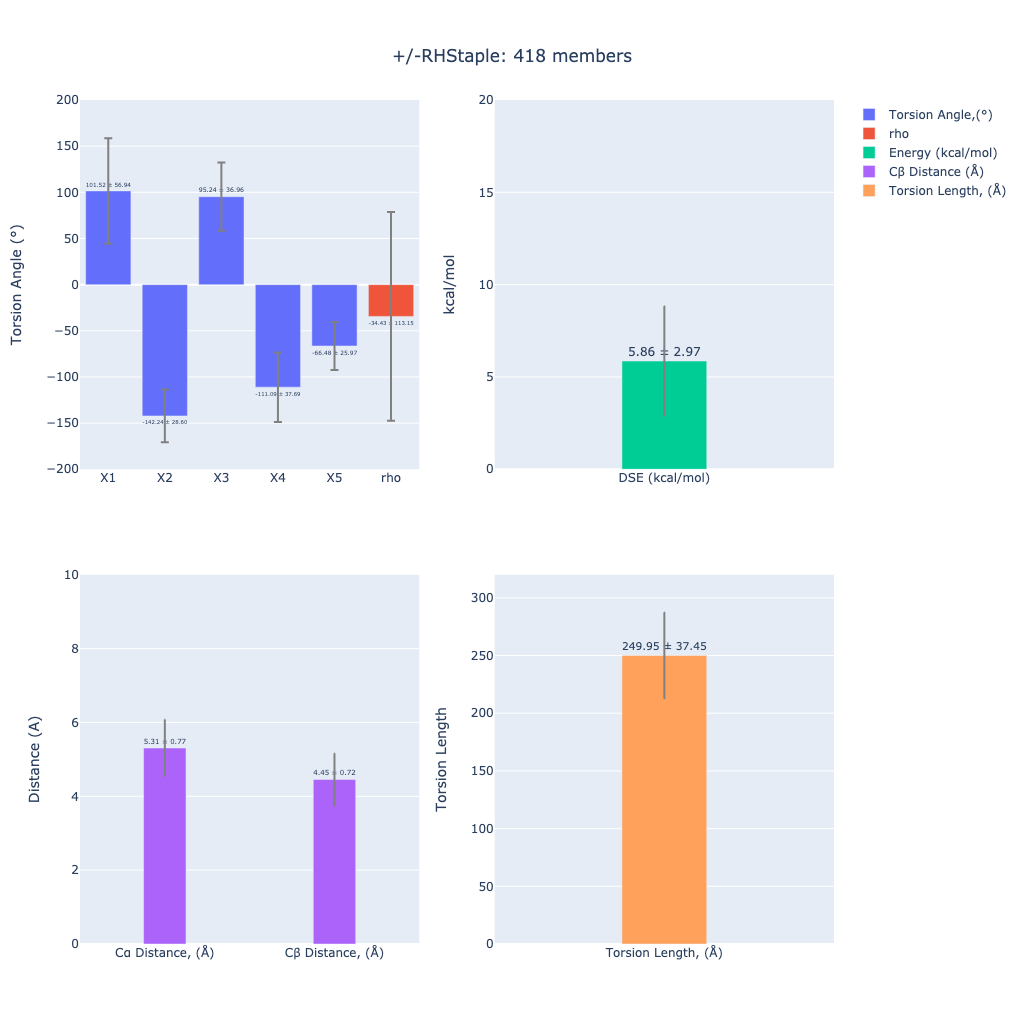 +/-RHStaple: 418 members
200
150
100
50
0
−50
−100
−150
−200
Torsion Angle (°)
101.52 ± 56.94
-142.24 ± 28.60
95.24 ± 36.96
-111.09 ± 37.69
-66.48 ± 25.97
-34.43 ± 113.15
X1
X2
X3
X4
X5
rho
20
15
10
5
0
kcal/mol
5.86 ± 2.97
DSE (kcal/mol)
Torsion Angle,(°)
rho
Energy (kcal/mol)
Cβ Distance (Å)
Torsion Length, (Å)
10
8
6
4
2
0
Distance (A)
5.31 ± 0.77
4.45 ± 0.72
Cα Distance, (Å)
Cβ Distance, (Å)
300
250
200
150
100
50
0
Torsion Length
249.95 ± 37.45
Torsion Length, (Å)